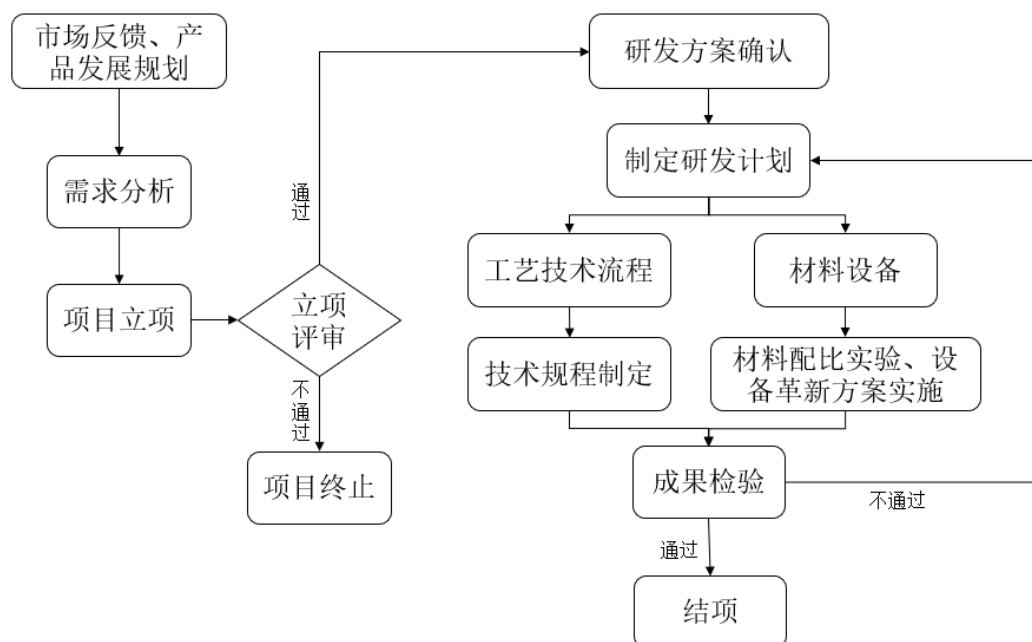 市场反馈、产
品发展规划
需求分析
项目立项
立项
评审
通过
不通过
项目终止
研发方案确认
制定研发计划
工艺技术流程
材料设备
技术规程制定
材料配比实验、设
备革新方案实施
成果检验
不通过
通过
结项